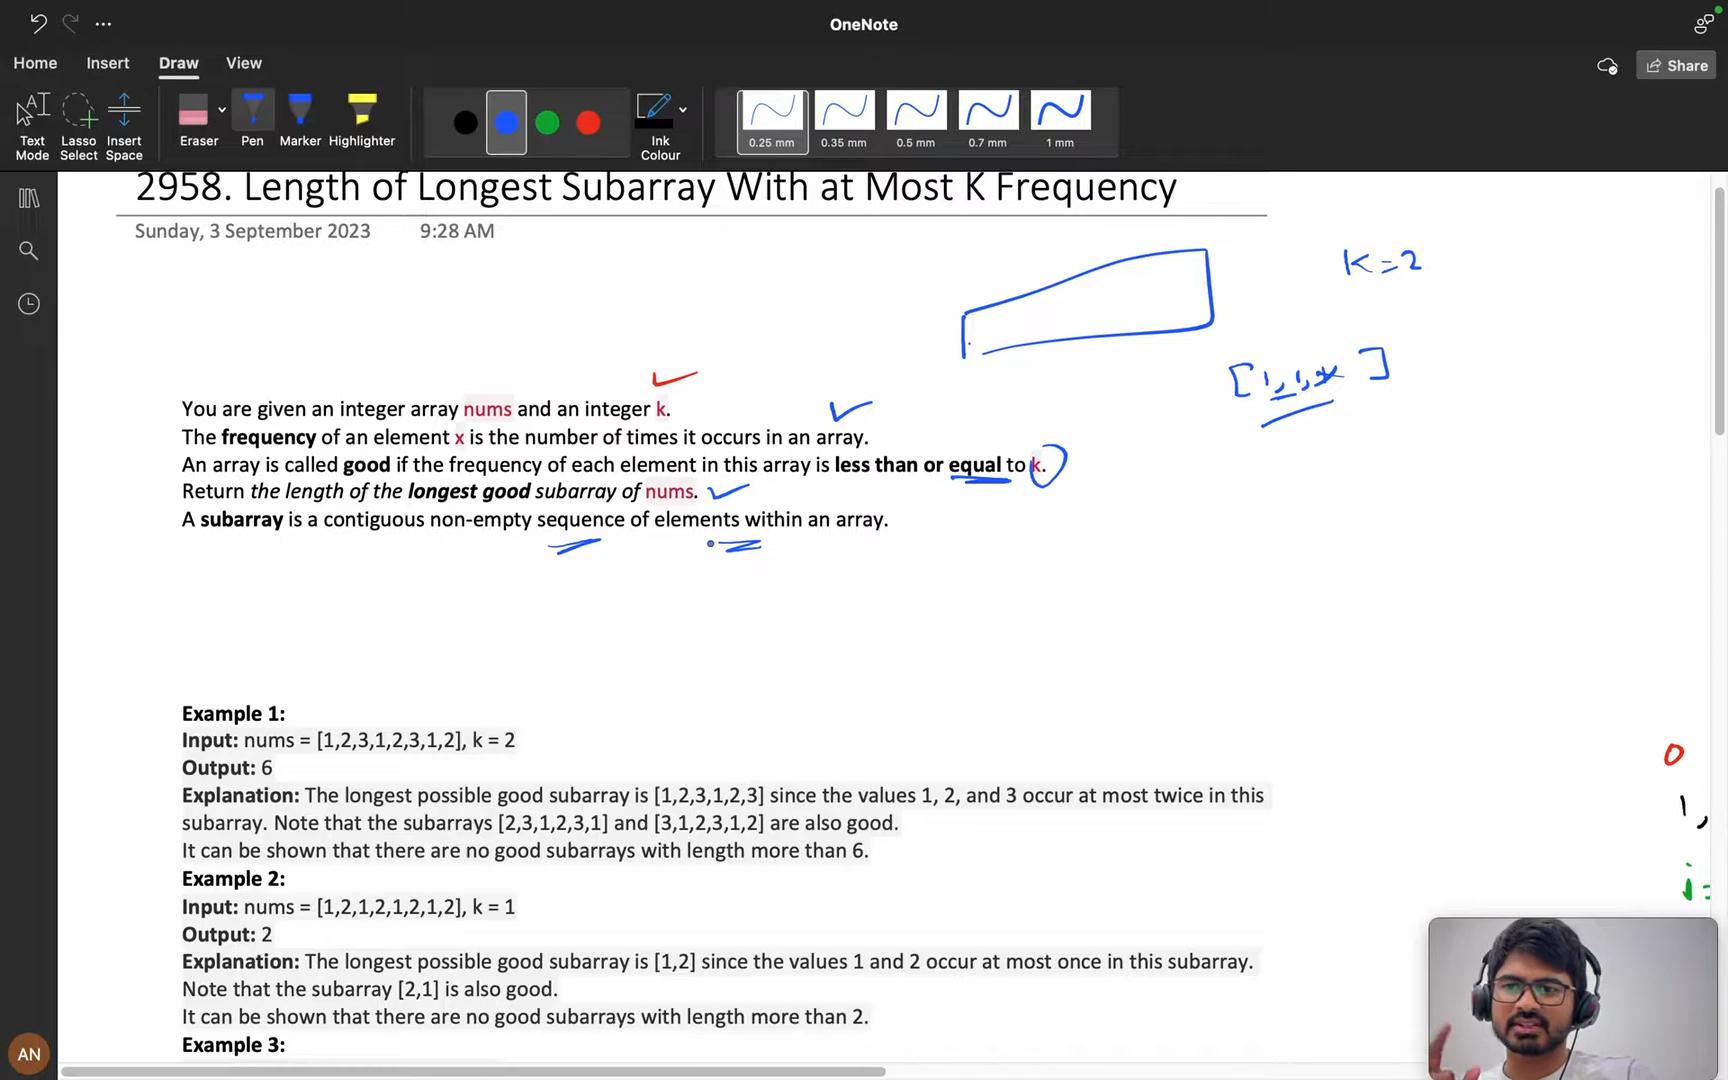 OneNote
Home Insert Draw View
Share
Text Mode
Lasso Select
Insert Space
Eraser
Pen
Marker
Highlighter
Ink Colour
0.25 mm
0.35 mm
0.5 mm
0.7 mm
1 mm
2958. Length of Longest Subarray With at Most K Frequency
Sunday, 3 September 2023 9:28 AM
K=2
You are given an integer array nums and an integer k.
The frequency of an element x is the number of times it occurs in an array.
An array is called good if the frequency of each element in this array is less than or equal to k.
Return the length of the longest good subarray of nums.
A subarray is a contiguous non-empty sequence of elements within an array.
Example 1:
Input: nums = [1,2,3,1,2,3,1,2], k = 2
Output: 6
Explanation: The longest possible good subarray is [1,2,3,1,2,3] since the values 1, 2, and 3 occur at most twice in this
subarray. Note that the subarrays [2,3,1,2,3,1] and [3,1,2,3,1,2] are also good.
It can be shown that there are no good subarrays with length more than 6.
Example 2:
Input: nums = [1,2,1,2,1,2,1,2], k = 1
Output: 2
Explanation: The longest possible good subarray is [1,2] since the values 1 and 2 occur at most once in this subarray.
Note that the subarray [2,1] is also good.
It can be shown that there are no good subarrays with length more than 2.
Example 3:
0
1,
AN